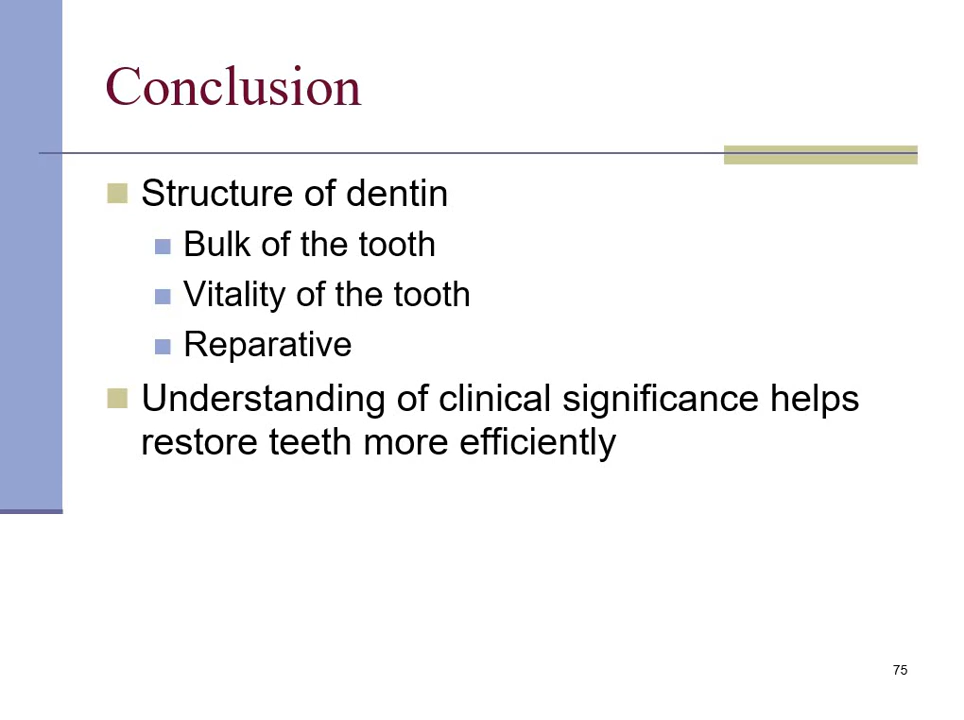 Conclusion
Structure of dentin
Bulk of the tooth
Vitality of the tooth
Reparative
Understanding of clinical significance helps
restore teeth more efficiently
75